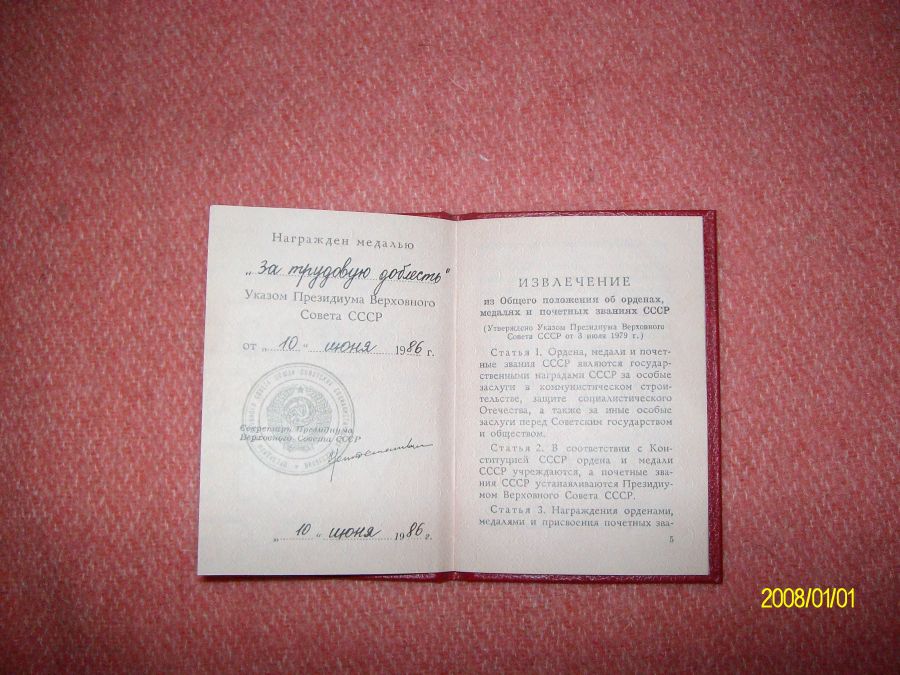 Награжден медалью
„За трудовую доблесть"
Указом Президиума Верховного
Совета СССР
от „10" июня 1986 г.
Секретарь Президиума
Верховного Совета СССР
„10" июня 1986 г.
ИЗВЛЕЧЕНИЕ
из Общего положения об орденах,
медалях и почетных званиях СССР
(Утверждено Указом Президиума Верховного
Совета СССР от 3 июля 1979 г.)
Статья 1. Ордена, медали и почет-
ные звания СССР являются государ-
ственными наградами СССР за особые
заслуги в коммунистическом строи-
тельстве, защите социалистического
Отечества, а также за иные особые
заслуги перед Советским государством
и обществом.
Статья 2. В соответствии с Кон-
ституцией СССР ордена и медали
СССР учреждаются, а почетные зва-
ния СССР устанавливаются Президиу-
мом Верховного Совета СССР.
Статья 3. Награждения орденами,
медалями и присвоения почетных зва-
5
2008/01/01